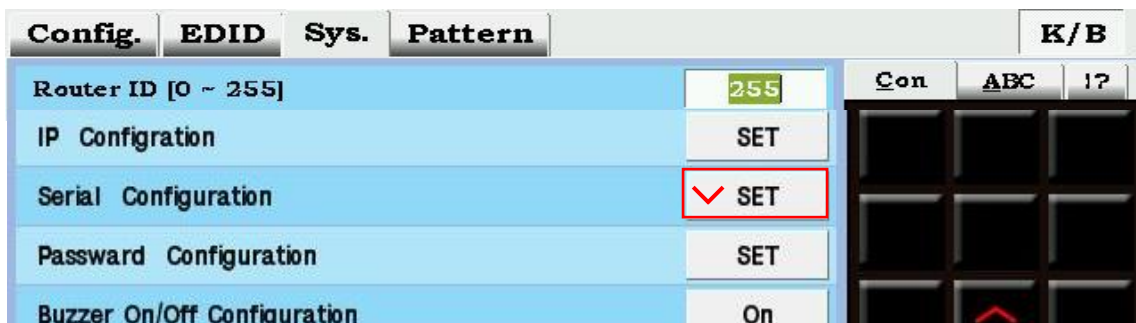 Config. EDID Sys. Pattern K/B
Router ID [0 ~ 255] 255
Con ABC !?
IP Configration SET
Serial Configuration SET
Passward Configuration SET
Buzzer On/Off Configuration On